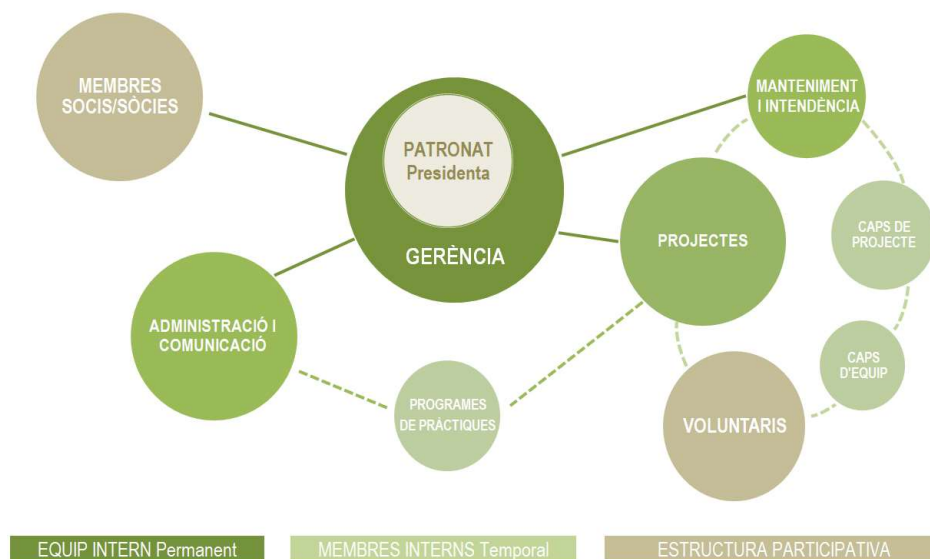 MEMBRES
SOCIS/SÒCIES
PATRONAT
Presidenta
GERÈNCIA
MANTENIMENT
I INTENDÈNCIA
PROJECTES
CAPS DE
PROJECTE
ADMINISTRACIÓ I
COMUNICACIÓ
CAPS
D'EQUIP
PROGRAMES
DE PRÀCTIQUES
VOLUNTARIS
EQUIP INTERN Permanent
MEMBRES INTERNS Temporal
ESTRUCTURA PARTICIPATIVA